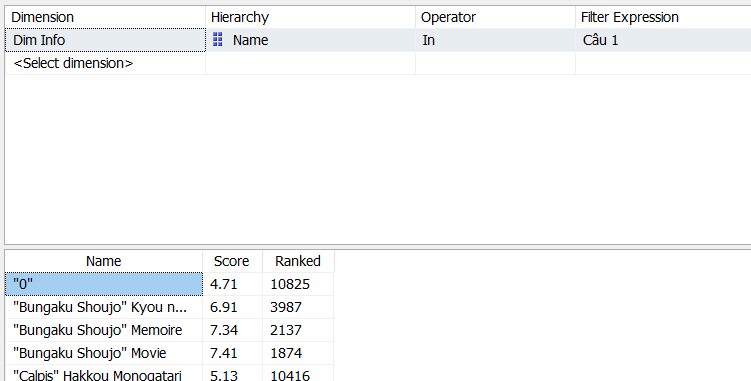 Dimension Hierarchy Operator Filter Expression
Dim Info Name In Câu 1
<Select dimension>
Name Score Ranked
"0" 4.71 10825
"Bungaku Shoujo" Kyou n... 6.91 3987
"Bungaku Shoujo" Memoire 7.34 2137
"Bungaku Shoujo" Movie 7.41 1874
"Calpis" Hakkou Monogatari 5.13 10416